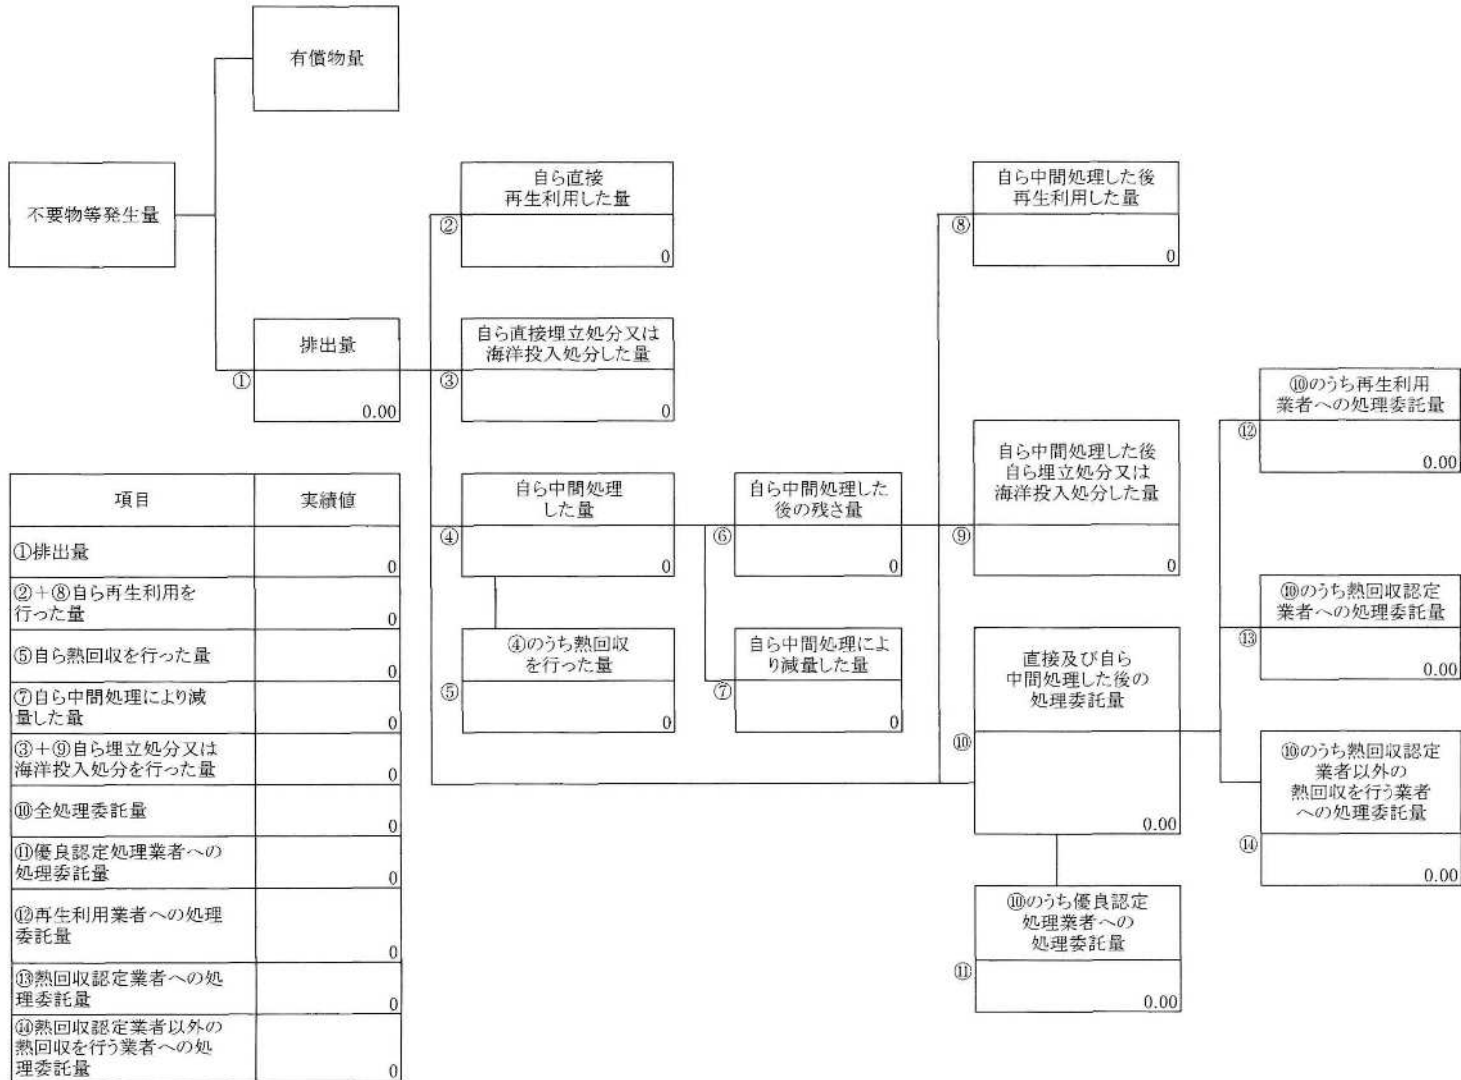 有償物量
不要物等発生量
自ら直接
再生利用した量
②
0
自ら中間処理した後
再生利用した量
⑧
0
排出量
①
0.00
自ら直接埋立処分又は
海洋投入処分した量
③
0
⑩のうち再生利用
業者への処理委託量
⑫
0.00
自ら中間処理
した量
④
0
自ら中間処理した
後の残さ量
⑥
0
自ら中間処理した後
自ら埋立処分又は
海洋投入処分した量
⑨
0
④のうち熱回収
を行った量
⑤
0
自ら中間処理によ
り減量した量
⑦
0
直接及び自ら
中間処理した後の
処理委託量
⑩
0.00
⑩のうち熱回収認定
業者への処理委託量
⑬
0.00
⑩のうち熱回収認定
業者以外の
熱回収を行う業者
への処理委託量
⑭
0.00
⑩のうち優良認定
処理業者への
処理委託量
⑪
0.00
項目 実績値
①排出量
0
②+⑧自ら再生利用を
行った量
0
⑤自ら熱回収を行った量
0
⑦自ら中間処理により減
量した量
0
③+⑨自ら埋立処分又は
海洋投入処分を行った量
0
⑩全処理委託量
0
⑪優良認定処理業者への
処理委託量
0
⑫再生利用業者への処理
委託量
0
⑬熱回収認定業者への処
理委託量
0
⑭熱回収認定業者以外の
熱回収を行う業者への処
理委託量
0